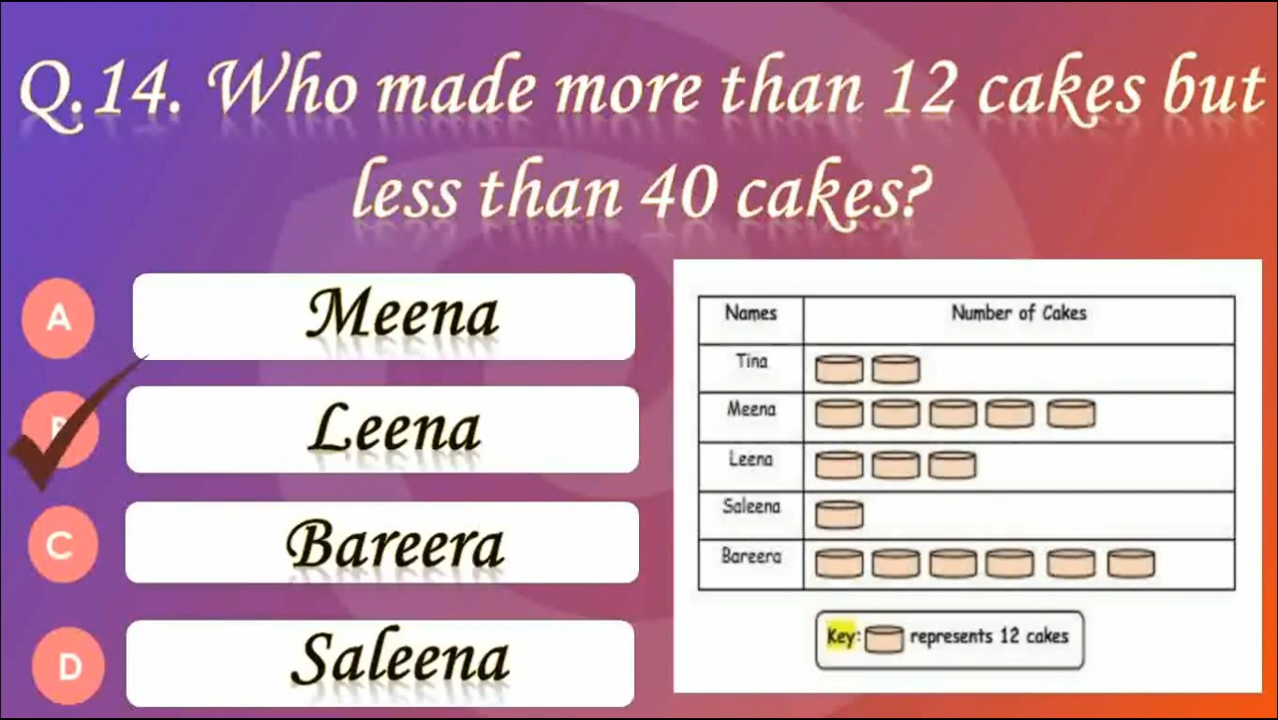 Q.14. Who made more than 12 cakes but
less than 40 cakes?
A Meena
Leena
C Bareera
D Saleena
Names Number of Cakes
Tina
Meena
Leena
Saleena
Bareera
Key: represents 12 cakes